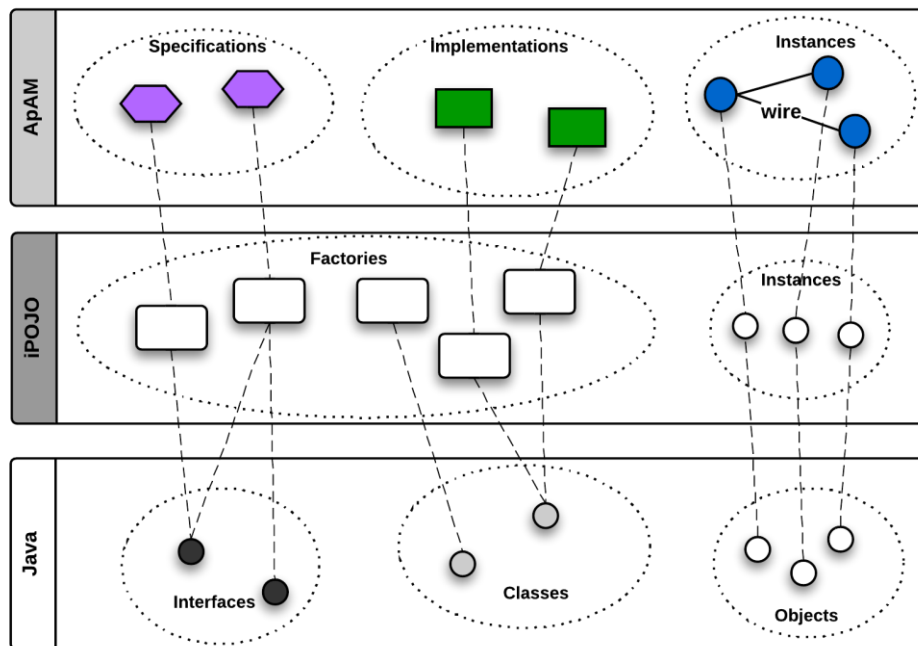 ApAM
Specifications
Implementations
Instances
wire
iPOJO
Factories
Instances
Java
Interfaces
Classes
Objects